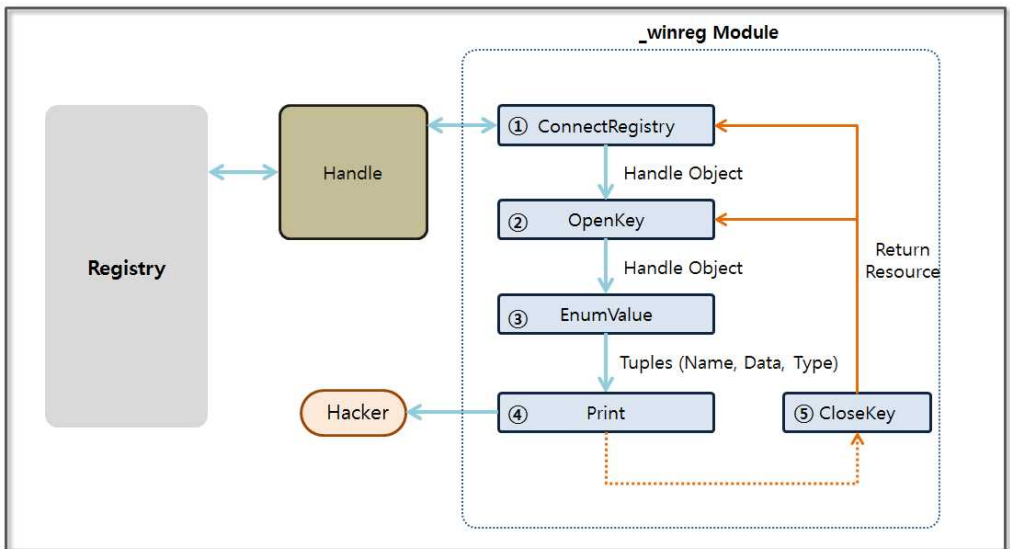 _winreg Module
① ConnectRegistry
Handle
Handle Object
② OpenKey
Registry
Handle Object
Return
Resource
③ EnumValue
Tuples (Name, Data, Type)
Hacker
④ Print
⑤ CloseKey